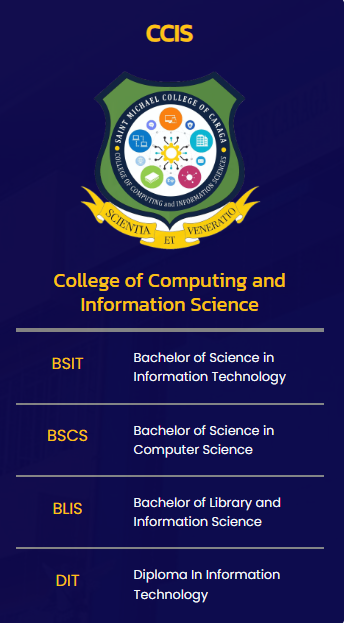 CCIS
SAINT MICHAEL COLLEGE OF CARAGA
COLLEGE OF COMPUTING and INFORMATION SCIENCES
SCIENTIA
ET
VENERATIO
College of Computing and
Information Science
BSIT
Bachelor of Science in
Information Technology
BSCS
Bachelor of Science in
Computer Science
BLIS
Bachelor of Library and
Information Science
DIT
Diploma In Information
Technology